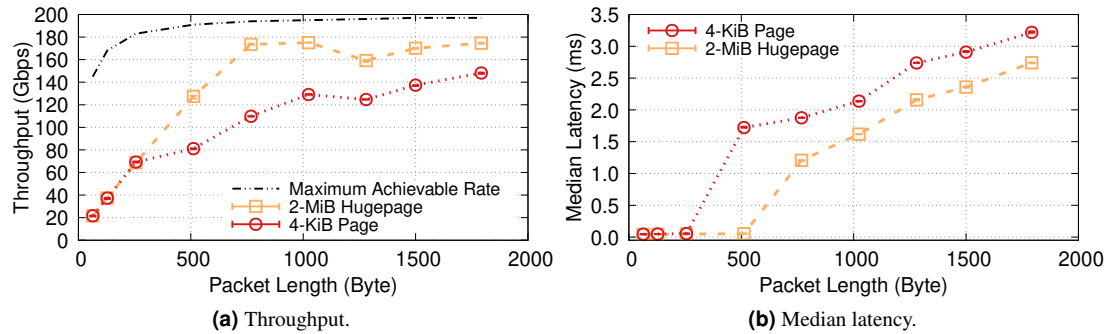 200
180
160
140
120
100
80
60
40
20
0
Throughput (Gbps)
Maximum Achievable Rate
2-MiB Hugepage
4-KiB Page
0 500 1000 1500 2000
Packet Length (Byte)
(a) Throughput.
3.5
3.0
2.5
2.0
1.5
1.0
0.5
0.0
Median Latency (ms)
4-KiB Page
2-MiB Hugepage
0 500 1000 1500 2000
Packet Length (Byte)
(b) Median latency.